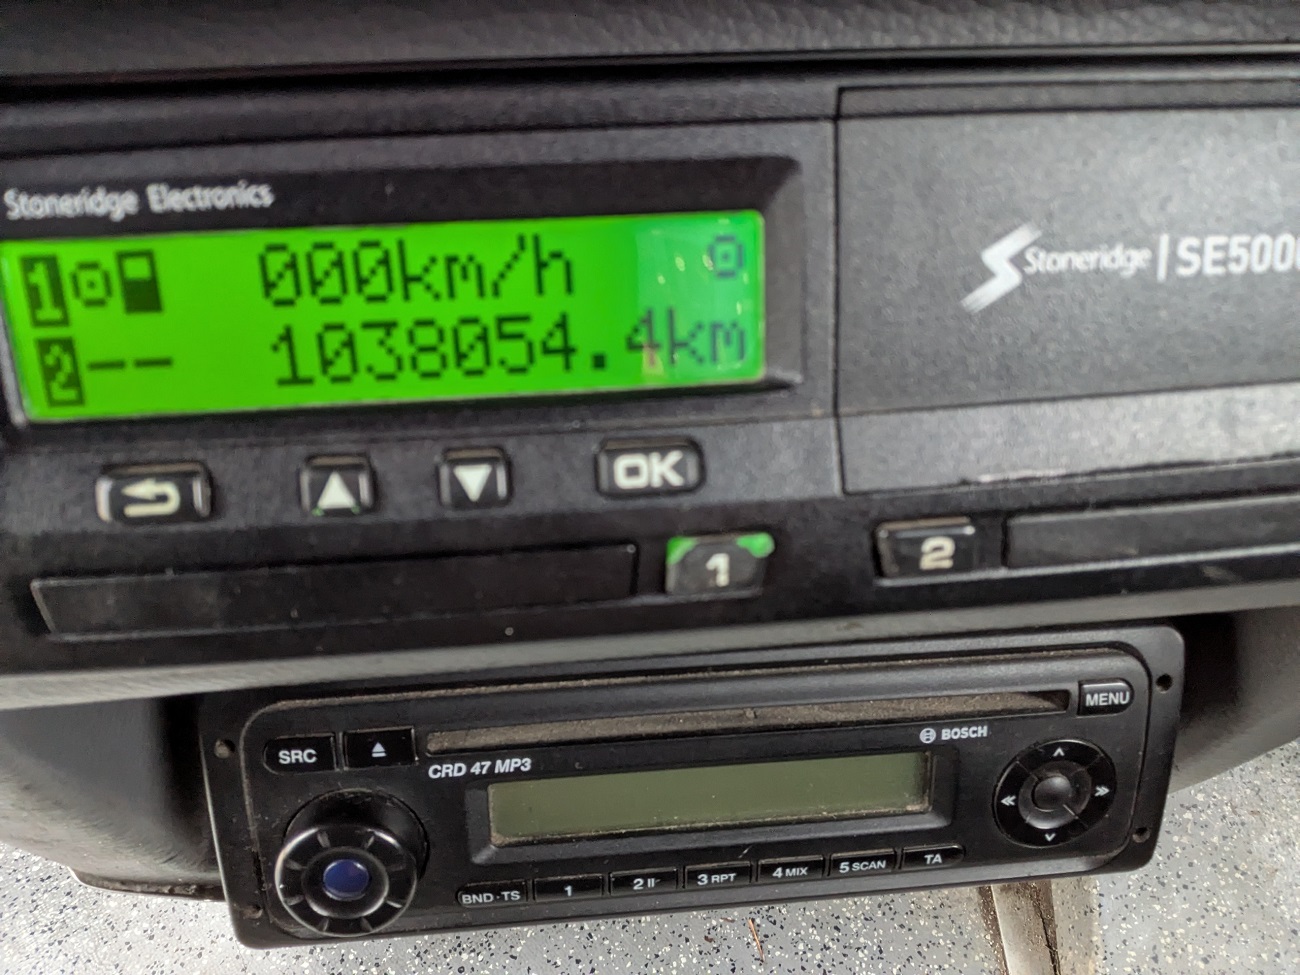 Stoneridge Electronics
1 000km/h
2 -- 1038054.4km
Stoneridge | SE500
OK
1
2
MENU
SRC
BOSCH
CRD 47 MP3
BND·TS 1 2 II 3 RPT 4 MIX 5 SCAN TA